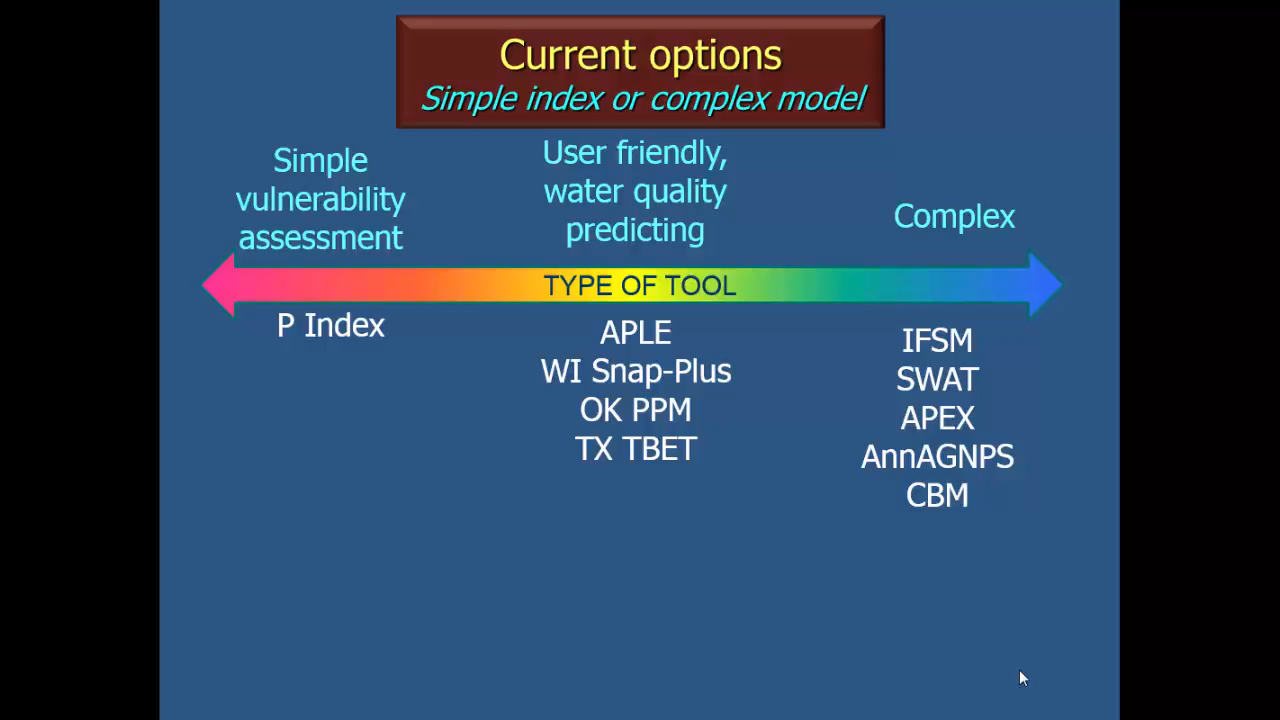 Current options
Simple index or complex model
Simple
vulnerability
assessment
User friendly,
water quality
predicting
Complex
TYPE OF TOOL
P Index
APLE
WI Snap-Plus
OK PPM
TX TBET
IFSM
SWAT
APEX
AnnAGNPS
CBM